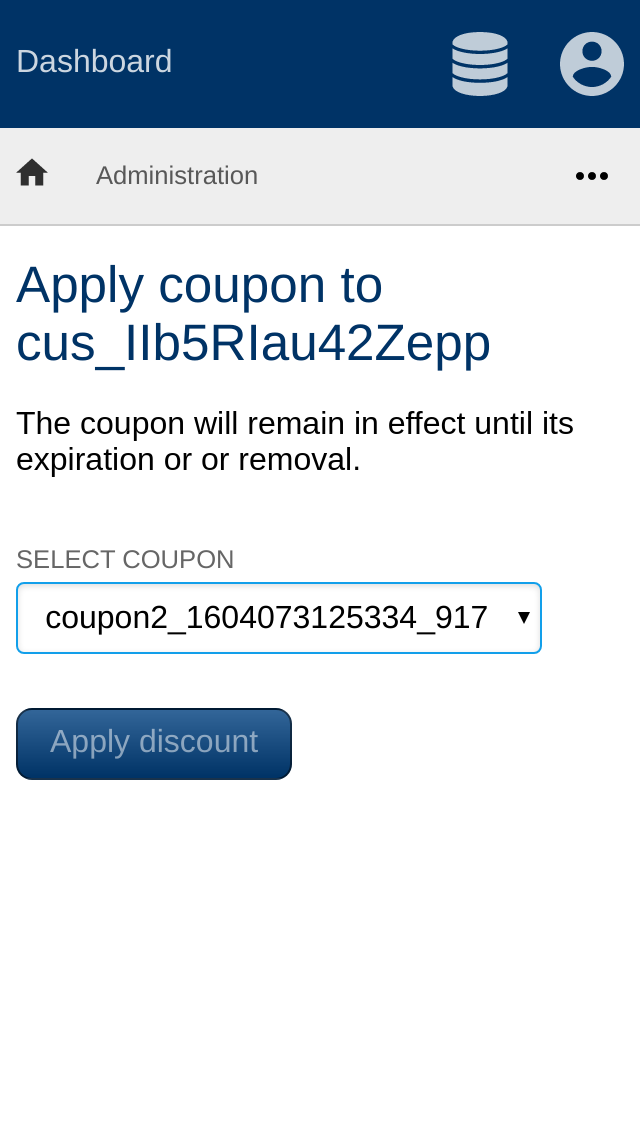 Dashboard
Administration
Apply coupon to
cus_IIb5RIau42Zepp
The coupon will remain in effect until its
expiration or or removal.
SELECT COUPON
coupon2_1604073125334_917
Apply discount